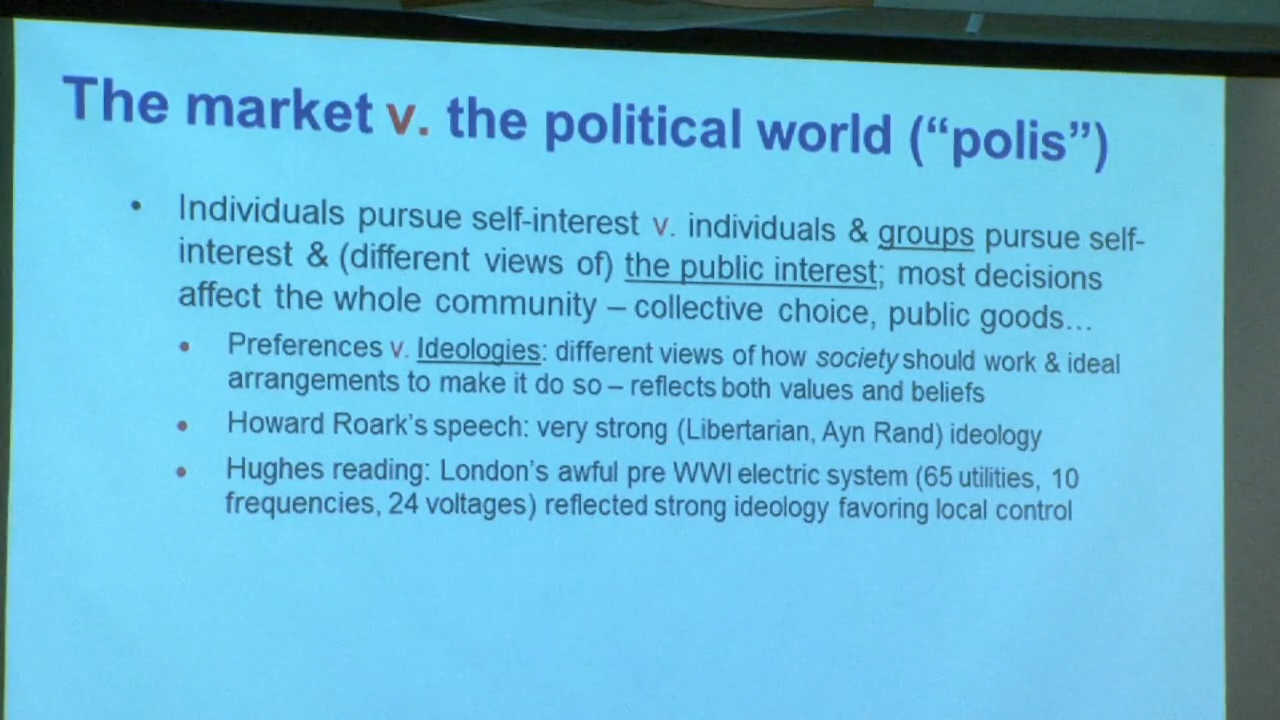 The market v. the political world (“polis”)
• Individuals pursue self-interest v. individuals & groups pursue self-
interest & (different views of) the public interest; most decisions
affect the whole community – collective choice, public goods…
• Preferences v. Ideologies: different views of how society should work & ideal
arrangements to make it do so – reflects both values and beliefs
• Howard Roark’s speech: very strong (Libertarian, Ayn Rand) ideology
• Hughes reading: London’s awful pre WWI electric system (65 utilities, 10
frequencies, 24 voltages) reflected strong ideology favoring local control